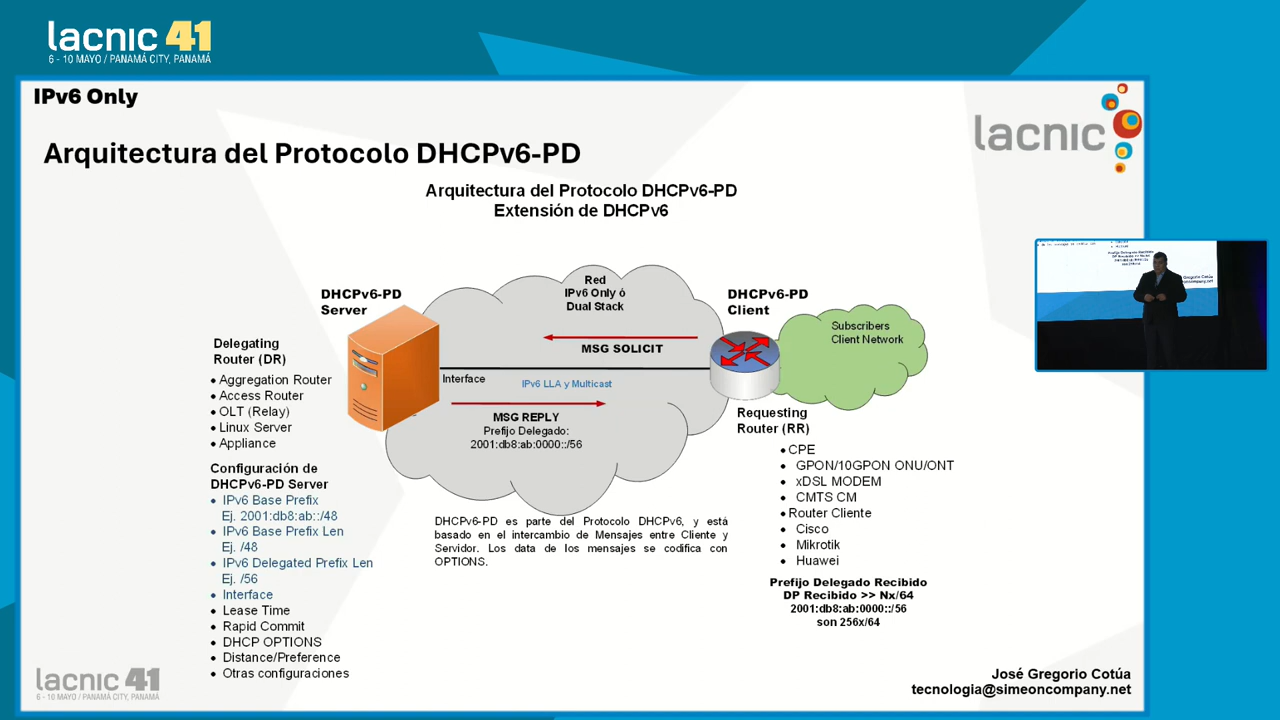 lacnic 41
6 - 10 MAYO / PANAMÁ CITY, PANAMÁ
IPv6 Only
lacnic
Arquitectura del Protocolo DHCPv6-PD
Arquitectura del Protocolo DHCPv6-PD
Extensión de DHCPv6
Red
IPv6 Only ó
Dual Stack
DHCPv6-PD
Server
DHCPv6-PD
Client
Subscribers
Client Network
MSG SOLICIT
Interface
IPv6 LLA y Multicast
MSG REPLY
Prefijo Delegado:
2001:db8:ab:0000::/56
Delegating
Router (DR)
• Aggregation Router
• Access Router
• OLT (Relay)
• Linux Server
• Appliance
Configuración de
DHCPv6-PD Server
• IPv6 Base Prefix
Ej. 2001:db8:ab::/48
• IPv6 Base Prefix Len
Ej. /48
• IPv6 Delegated Prefix Len
Ej. /56
• Interface
• Lease Time
• Rapid Commit
• DHCP OPTIONS
• Distance/Preference
• Otras configuraciones
DHCPv6-PD es parte del Protocolo DHCPv6, y está
basado en el intercambio de Mensajes entre Cliente y
Servidor. Los data de los mensajes se codifica con
OPTIONS.
Requesting
Router (RR)
• CPE
• GPON/10GPON ONU/ONT
• xDSL MODEM
• CMTS CM
• Router Cliente
• Cisco
• Mikrotik
• Huawei
Prefijo Delegado Recibido
DP Recibido >> Nx/64
2001:db8:ab:0000::/56
son 256x/64
lacnic 41
6 - 10 MAYO / PANAMÁ CITY, PANAMÁ
José Gregorio Cotúa
tecnologia@simeoncompany.net